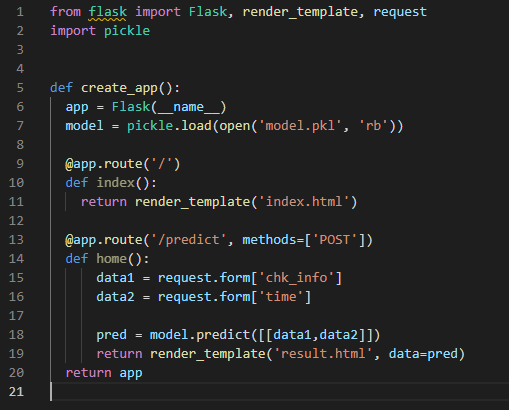 1 from flask import Flask, render_template, request
2 import pickle
3
4
5 def create_app():
6   app = Flask(__name__)
7   model = pickle.load(open('model.pkl', 'rb'))
8
9   @app.route('/')
10   def index():
11     return render_template('index.html')
12
13   @app.route('/predict', methods=['POST'])
14   def home():
15       data1 = request.form['chk_info']
16       data2 = request.form['time']
17
18       pred = model.predict([[data1,data2]])
19       return render_template('result.html', data=pred)
20   return app
21